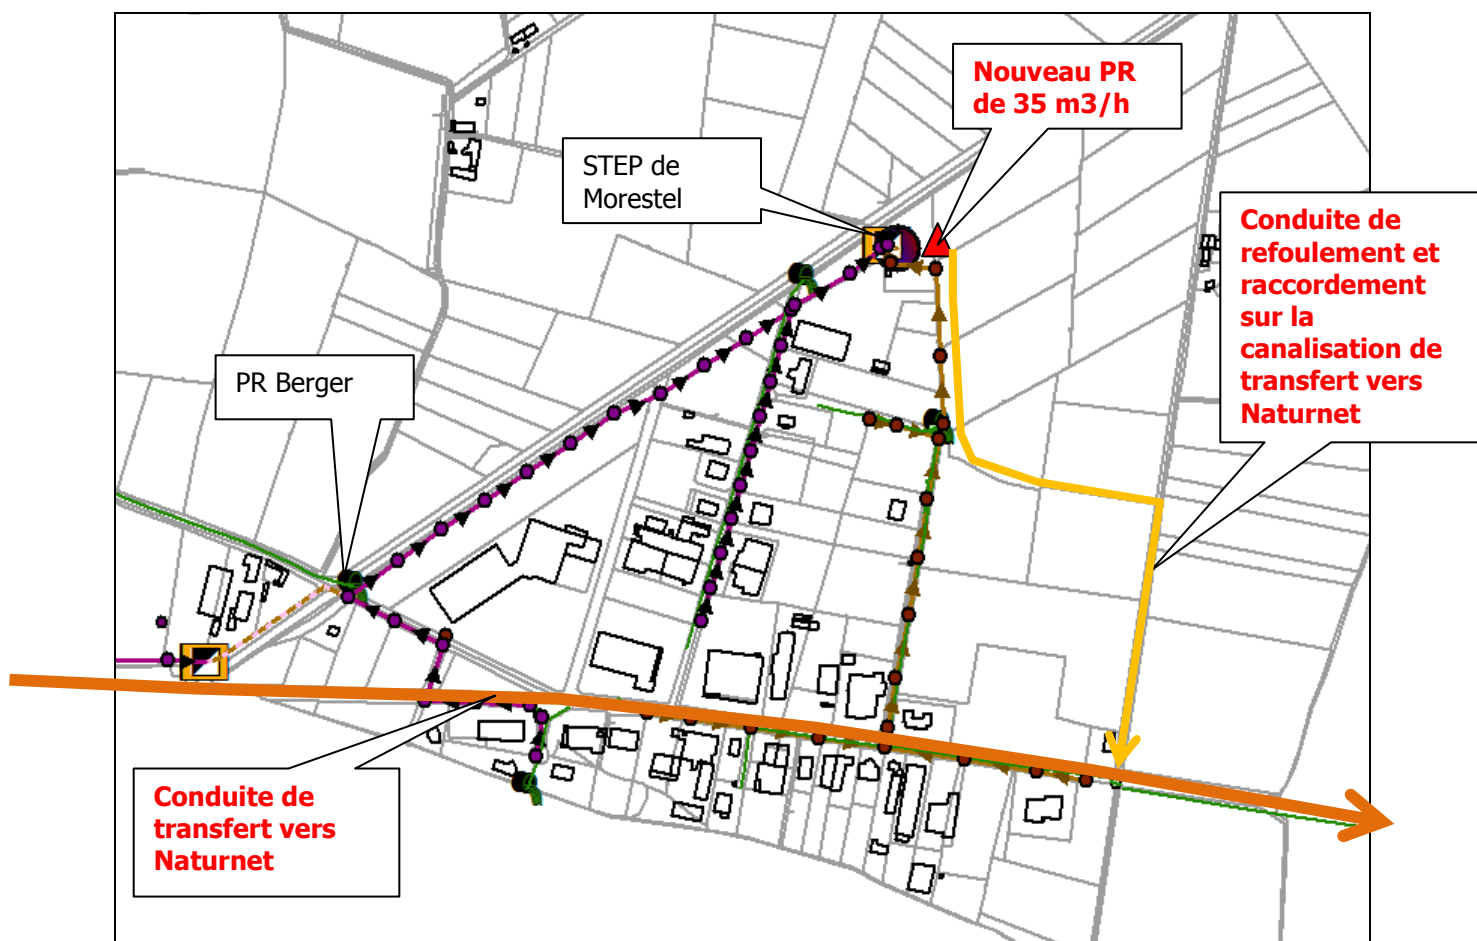 Nouveau PR
de 35 m3/h
STEP de
Morestel
Conduite de
refoulement et
raccordement
sur la
canalisation de
transfert vers
Naturnet
PR Berger
Conduite de
transfert vers
Naturnet